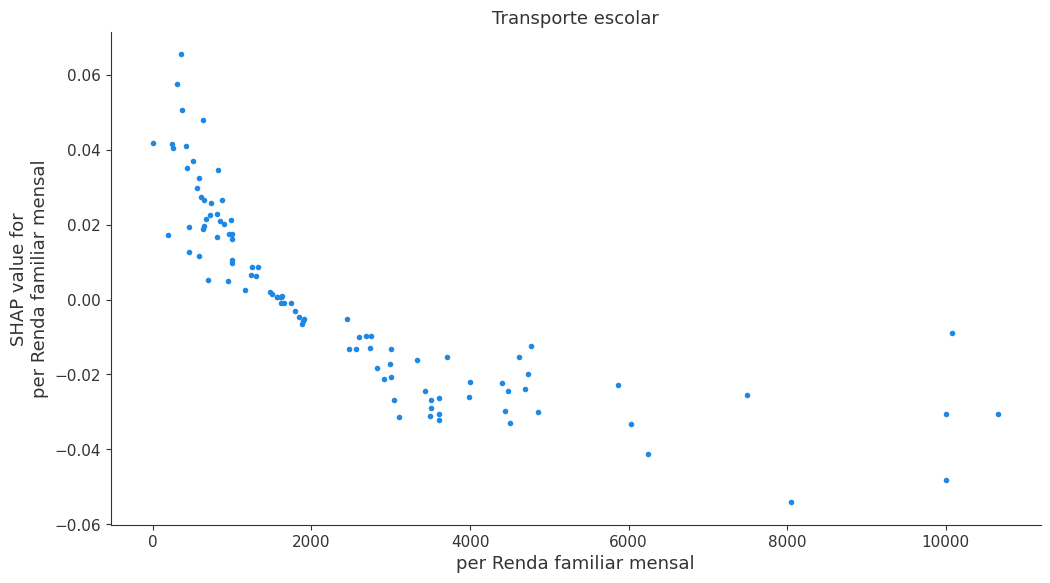 Transporte escolar
SHAP value for
per Renda familiar mensal
0.06
0.04
0.02
0.00
−0.02
−0.04
−0.06
0 2000 4000 6000 8000 10000
per Renda familiar mensal